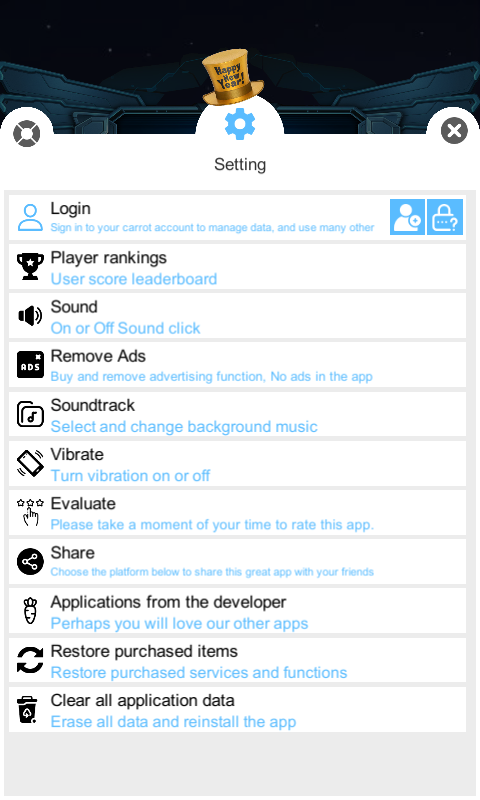 Happy
New
Year!
Setting
Login
Sign in to your carrot account to manage data, and use many other
Player rankings
User score leaderboard
Sound
On or Off Sound click
ADS
Remove Ads
Buy and remove advertising function, No ads in the app
Soundtrack
Select and change background music
Vibrate
Turn vibration on or off
Evaluate
Please take a moment of your time to rate this app.
Share
Choose the platform below to share this great app with your friends
Applications from the developer
Perhaps you will love our other apps
Restore purchased items
Restore purchased services and functions
Clear all application data
Erase all data and reinstall the app